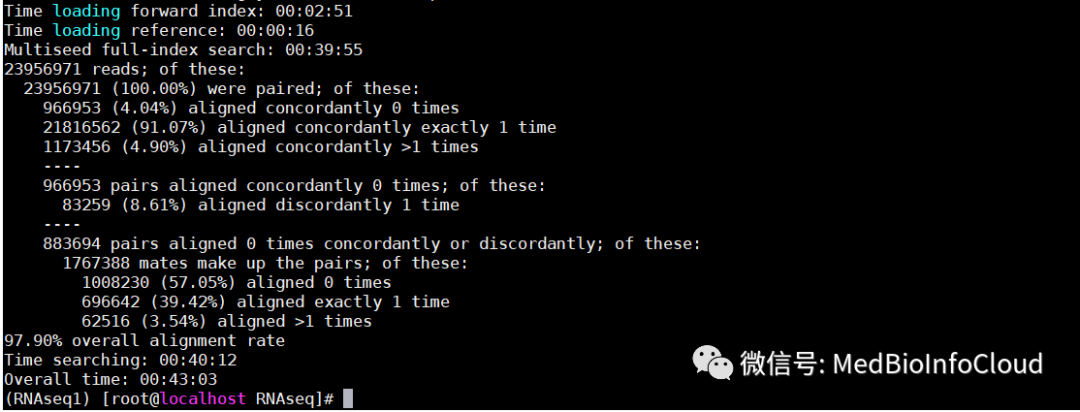 Time loading forward index: 00:02:51
Time loading reference: 00:00:16
Multiseed full-index search: 00:39:55
23956971 reads; of these:
  23956971 (100.00%) were paired; of these:
    966953 (4.04%) aligned concordantly 0 times
    21816562 (91.07%) aligned concordantly exactly 1 time
    1173456 (4.90%) aligned concordantly >1 times
    ----
    966953 pairs aligned concordantly 0 times; of these:
      83259 (8.61%) aligned discordantly 1 time
    ----
    883694 pairs aligned 0 times concordantly or discordantly; of these:
      1767388 mates make up the pairs; of these:
        1008230 (57.05%) aligned 0 times
        696642 (39.42%) aligned exactly 1 time
        62516 (3.54%) aligned >1 times
97.90% overall alignment rate
Time searching: 00:40:12
Overall time: 00:43:03
(RNAseq1) [root@localhost RNAseq]#
微信号: MedBioInfoCloud